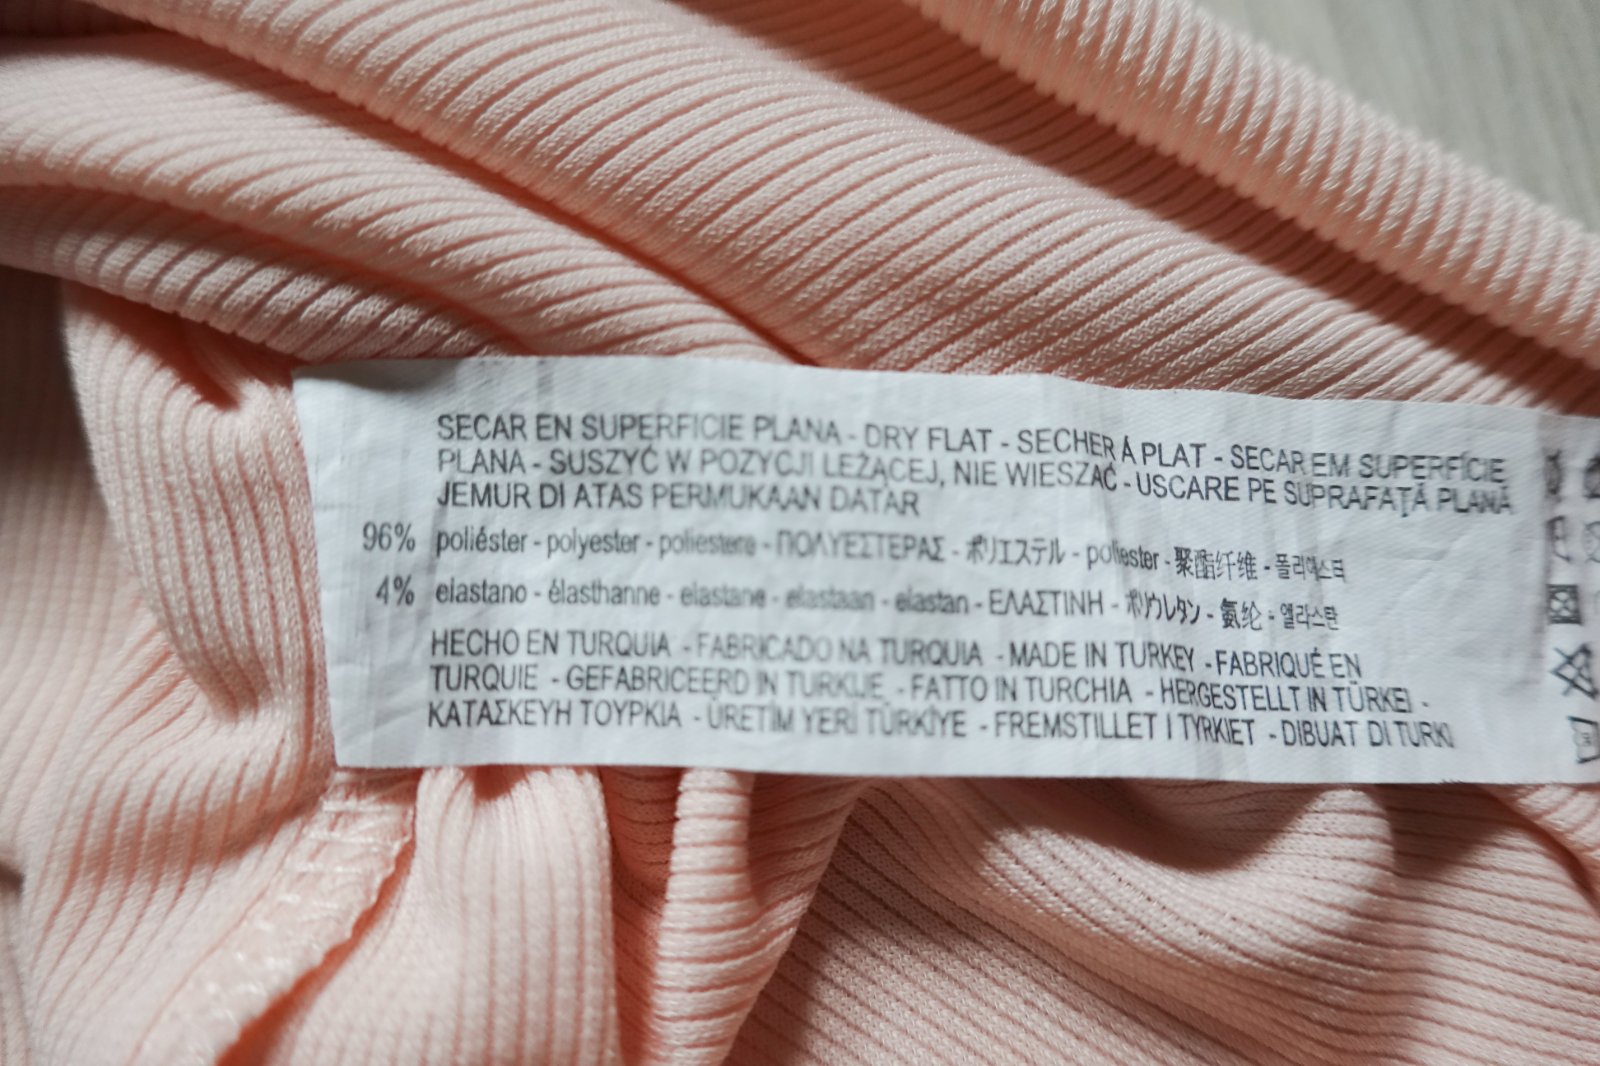 SECAR EN SUPERFICIE PLANA - DRY FLAT - SECHER Á PLAT - SECAR EM SUPERFÍCIE
PLANA - SUSZYĆ W POZYCJI LEŻĄCEJ, NIE WIESZAĆ - USCARE PE SUPRAFAŢĂ PLANĂ
JEMUR DI ATAS PERMUKAAN DATAR
96% poliéster - polyester - poliestere - ΠΟΛΥΕΣΤΕΡΑΣ - ポリエステル - poliester - 聚酯纤维 - 폴리에스터
4% elastano - élasthanne - elastane - elastaan - elastan - ΕΛΑΣΤΙΝΗ - ポリウレタン - 氨纶 - 엘라스탄
HECHO EN TURQUIA - FABRICADO NA TURQUIA - MADE IN TURKEY - FABRIQUÉ EN
TURQUIE - GEFABRICEERD IN TURKIJE - FATTO IN TURCHIA - HERGESTELLT IN TÜRKEI -
ΚΑΤΑΣΚΕΥΗ ΤΟΥΡΚΙΑ - ÜRETİM YERİ TÜRKİYE - FREMSTILLET I TYRKIET - DIBUAT DI TURKI